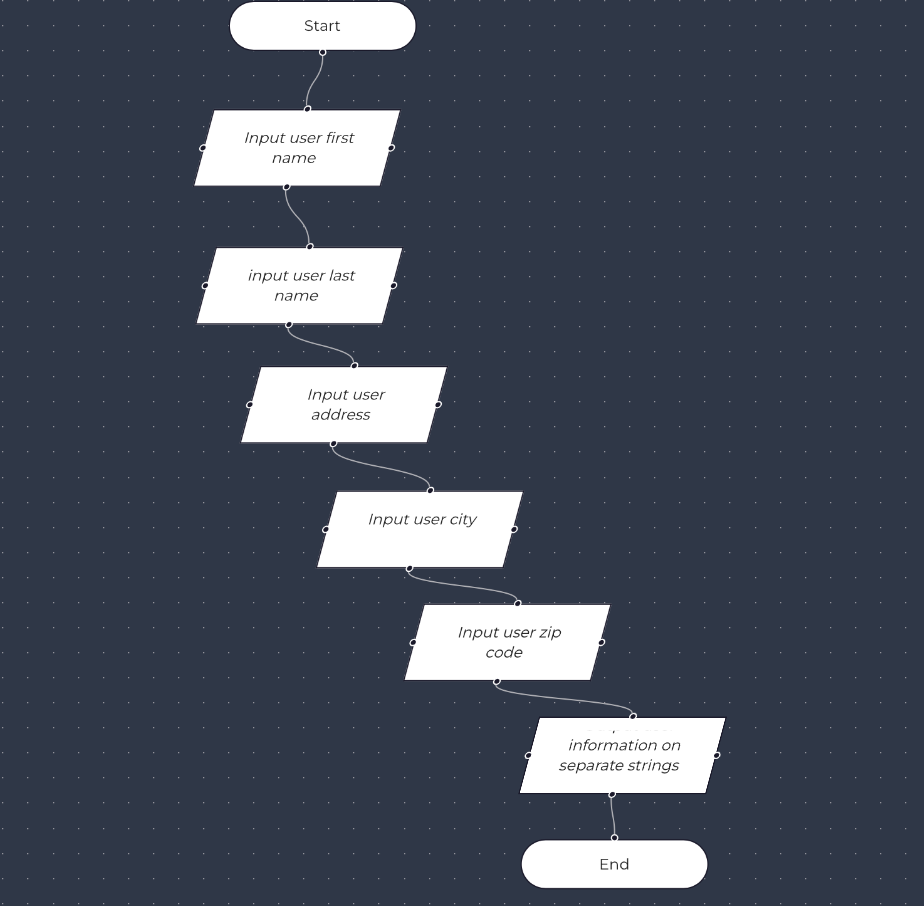 Start
Input user first
name
input user last
name
Input user
address
Input user city
Input user zip
code
information on
separate strings
End